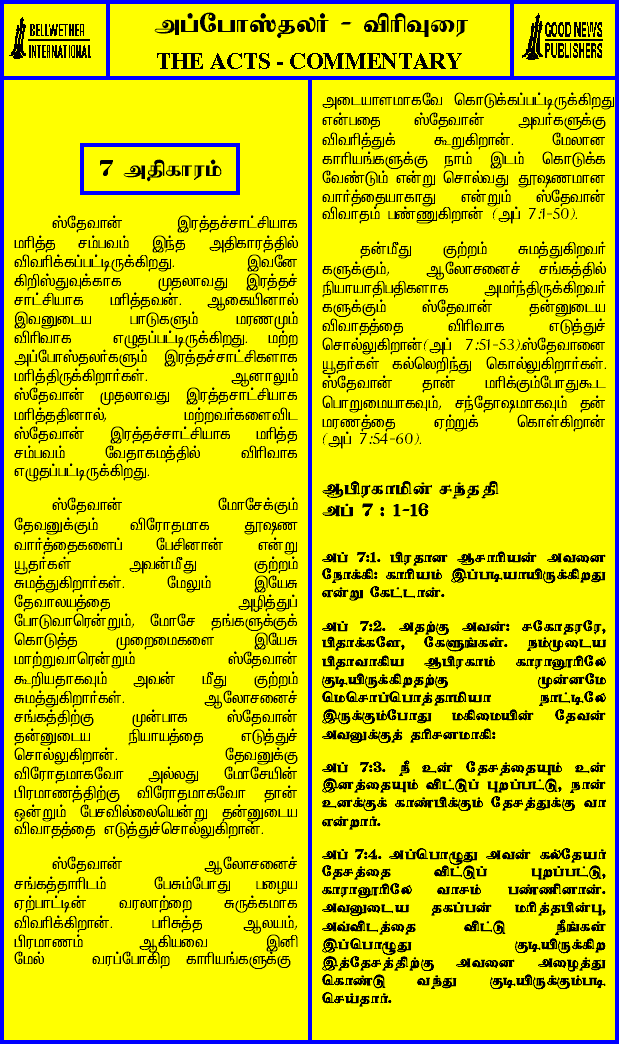 BELLWETHER
INTERNATIONAL
அப்போஸ்தலர் - விரிவுரை
THE ACTS - COMMENTARY
GOOD NEWS
PUBLISHERS
7 அதிகாரம்
ஸ்தேவான் இரத்தச்சாட்சியாக
மரித்த சம்பவம் இந்த அதிகாரத்தில்
விவரிக்கப்பட்டிருக்கிறது. இவனே
கிறிஸ்துவுக்காக முதலாவது இரத்தச்
சாட்சியாக மரித்தவன். ஆகையினால்
இவனுடைய பாடுகளும் மரணமும்
விரிவாக எழுதப்பட்டிருக்கிறது. மற்ற
அப்போஸ்தலர்களும் இரத்தச்சாட்சிகளாக
மரித்திருக்கிறார்கள். ஆனாலும்
ஸ்தேவான் முதலாவது இரத்தசாட்சியாக
மரித்ததினால், மற்றவர்களைவிட
ஸ்தேவான் இரத்தச்சாட்சியாக மரித்த
சம்பவம் வேதாகமத்தில் விரிவாக
எழுதப்பட்டிருக்கிறது.
ஸ்தேவான் மோசேக்கும்
தேவனுக்கும் விரோதமாக தூஷண
வார்த்தைகளைப் பேசினான் என்று
யூதர்கள் அவன்மீது குற்றம்
சுமத்துகிறார்கள். மேலும் இயேசு
தேவாலயத்தை அழித்துப்
போடுவாரென்றும், மோசே தங்களுக்குக்
கொடுத்த முறைமைகளை இயேசு
மாற்றுவாரென்றும் ஸ்தேவான்
கூறியதாகவும் அவன் மீது குற்றம்
சுமத்துகிறார்கள். ஆலோசனைச்
சங்கத்திற்கு முன்பாக ஸ்தேவான்
தன்னுடைய நியாயத்தை எடுத்துச்
சொல்லுகிறான். தேவனுக்கு
விரோதமாகவோ அல்லது மோசேயின்
பிரமாணத்திற்கு விரோதமாகவோ தான்
ஒன்றும் பேசவில்லையென்று தன்னுடைய
விவாதத்தை எடுத்துச்சொல்லுகிறான்.
ஸ்தேவான் ஆலோசனைச்
சங்கத்தாரிடம் பேசும்போது பழைய
ஏற்பாட்டின் வரலாற்றை சுருக்கமாக
விவரிக்கிறான். பரிசுத்த ஆலயம்,
பிரமாணம் ஆகியவை இனி
மேல் வரப்போகிற காரியங்களுக்கு
அடையாளமாகவே கொடுக்கப்பட்டிருக்கிறது
என்பதை ஸ்தேவான் அவர்களுக்கு
விவரித்துக் கூறுகிறான். மேலான
காரியங்களுக்கு நாம் இடம் கொடுக்க
வேண்டும் என்று சொல்வது தூஷணமான
வார்த்தையாகாது என்றும் ஸ்தேவான்
விவாதம் பண்ணுகிறான் (அப் 7:1-50).
தன்மீது குற்றம் சுமத்துகிறவர்
களுக்கும், ஆலோசனைச் சங்கத்தில்
நியாயாதிபதிகளாக அமர்ந்திருக்கிறவர்
களுக்கும் ஸ்தேவான் தன்னுடைய
விவாதத்தை விரிவாக எடுத்துச்
சொல்லுகிறான்(அப் 7:51-53).ஸ்தேவானை
யூதர்கள் கல்லெறிந்து கொல்லுகிறார்கள்.
ஸ்தேவான் தான் மரிக்கும்போதுகூட
பொறுமையாகவும், சந்தோஷமாகவும் தன்
மரணத்தை ஏற்றுக் கொள்கிறான்
(அப் 7:54-60).
ஆபிரகாமின் சந்ததி
அப் 7 : 1-16
அப் 7:1. பிரதான ஆசாரியன் அவனை
நோக்கி: காரியம் இப்படியாயிருக்கிறது
என்று கேட்டான்.
அப் 7:2. அதற்கு அவன்: சகோதரரே,
பிதாக்களே, கேளுங்கள். நம்முடைய
பிதாவாகிய ஆபிரகாம் காரானூரிலே
குடியிருக்கிறதற்கு முன்னமே
மெசொப்பொத்தாமியா நாட்டிலே
இருக்கும்போது மகிமையின் தேவன்
அவனுக்குத் தரிசனமாகி:
அப் 7:3. நீ உன் தேசத்தையும் உன்
இனத்தையும் விட்டுப் புறப்பட்டு, நான்
உனக்குக் காண்பிக்கும் தேசத்துக்கு வா
என்றார்.
அப் 7:4. அப்பொழுது அவன் கல்தேயர்
தேசத்தை விட்டுப் புறப்பட்டு,
காரானூரிலே வாசம் பண்ணினான்.
அவனுடைய தகப்பன் மரித்தபின்பு,
அவ்விடத்தை விட்டு நீங்கள்
இப்பொழுது குடியிருக்கிற
இத்தேசத்திற்கு அவனை அழைத்து
கொண்டு வந்து குடியிருக்கும்படி
செய்தார்.